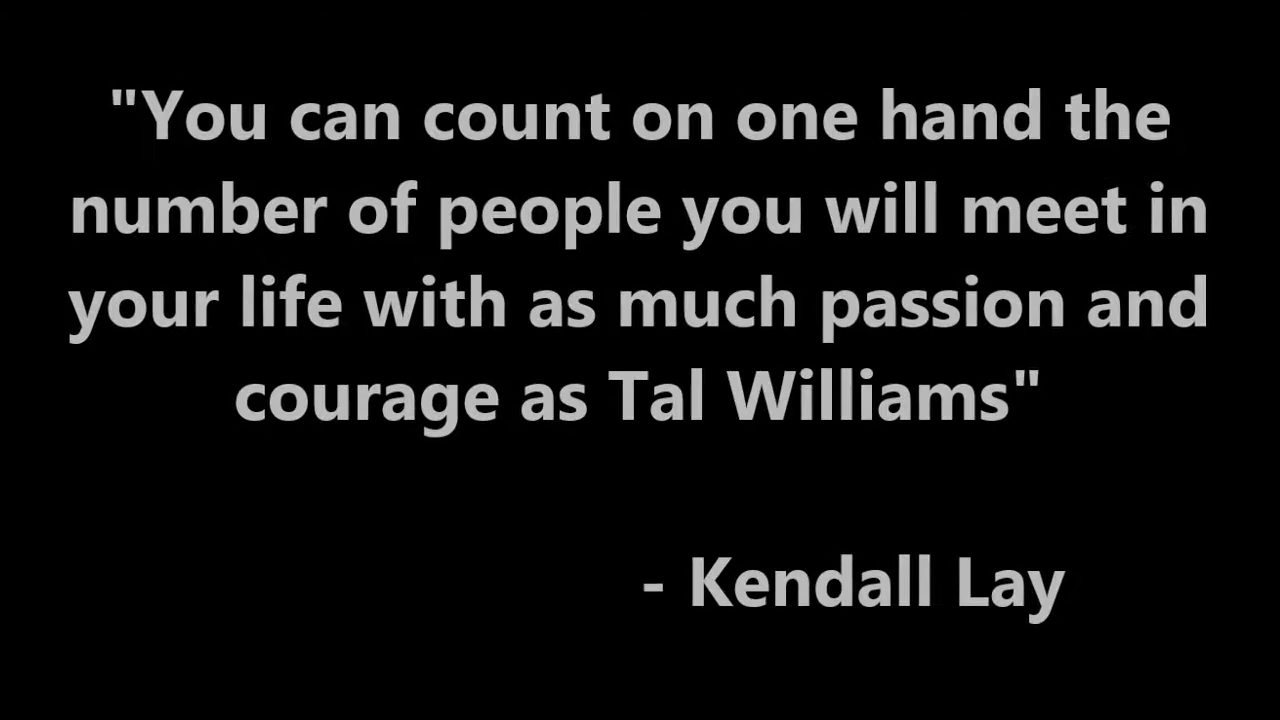 "You can count on one hand the
number of people you will meet in
your life with as much passion and
courage as Tal Williams"
- Kendall Lay